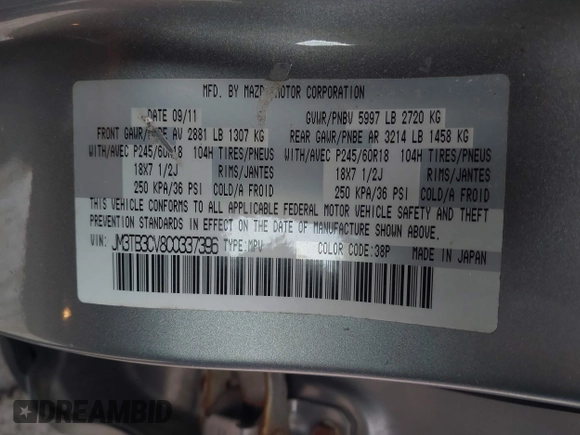 MFD. BY MAZDA MOTOR CORPORATION
DATE 09/11 GVWR/PNBV 5997 LB 2720 KG
FRONT GAWR/PNBE AV 2881 LB 1307 KG REAR GAWR/PNBE AR 3214 LB 1458 KG
WITH/AVEC P245/60R18 104H TIRES/PNEUS WITH/AVEC P245/60R18 104H TIRES/PNEUS
18X7 1/2J RIMS/JANTES 18X7 1/2J RIMS/JANTES
250 KPA/36 PSI COLD/A FROID 250 KPA/36 PSI COLD/A FROID
THIS VEHICLE CONFORMS TO ALL APPLICABLE FEDERAL MOTOR VEHICLE SAFETY AND THEFT
PREVENTION STANDARDS IN EFFECT ON THE DATE OF MANUFACTURE SHOWN ABOVE.
VIN: JM3TB3CV8C0337396 TYPE: MPV COLOR CODE: 38P MADE IN JAPAN
DREAMBID